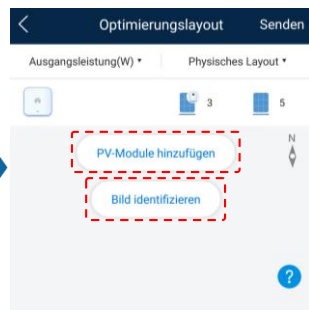 Optimierungslayout Senden
Ausgangsleistung(W) Physisches Layout
3 5
N
PV-Module hinzufügen
Bild identifizieren
?